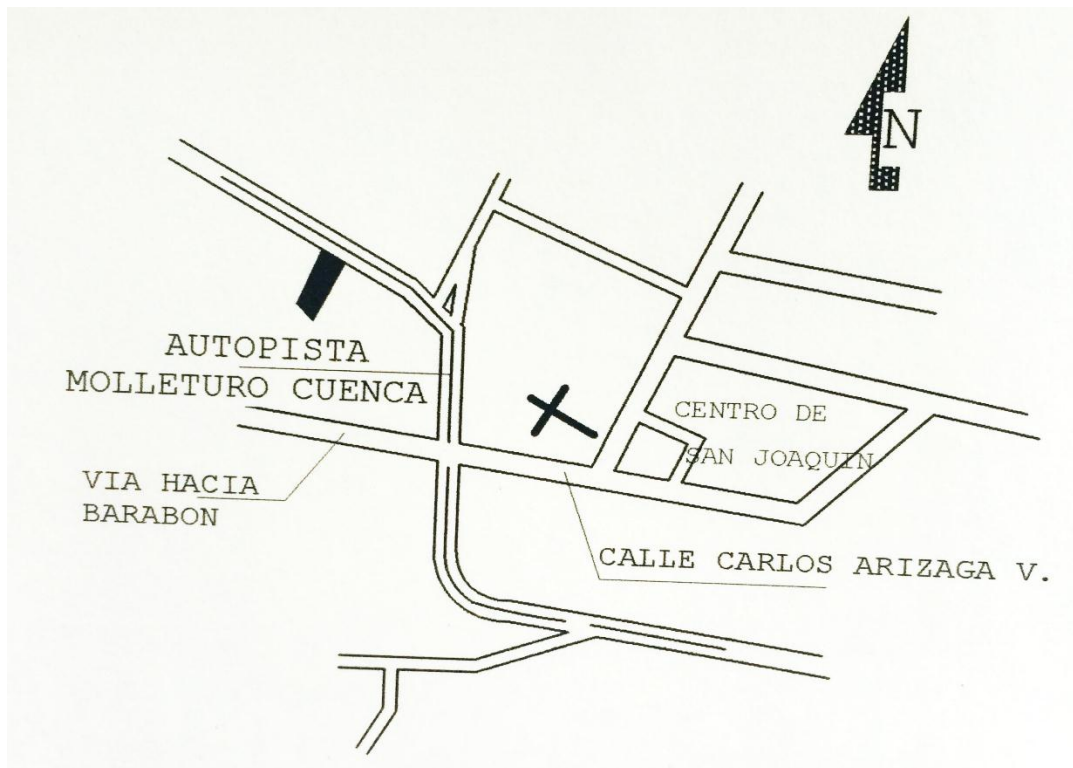 N
AUTOPISTA
MOLLETURO CUENCA
CENTRO DE
SAN JOAQUIN
VIA HACIA
BARABON
CALLE CARLOS ARIZAGA V.